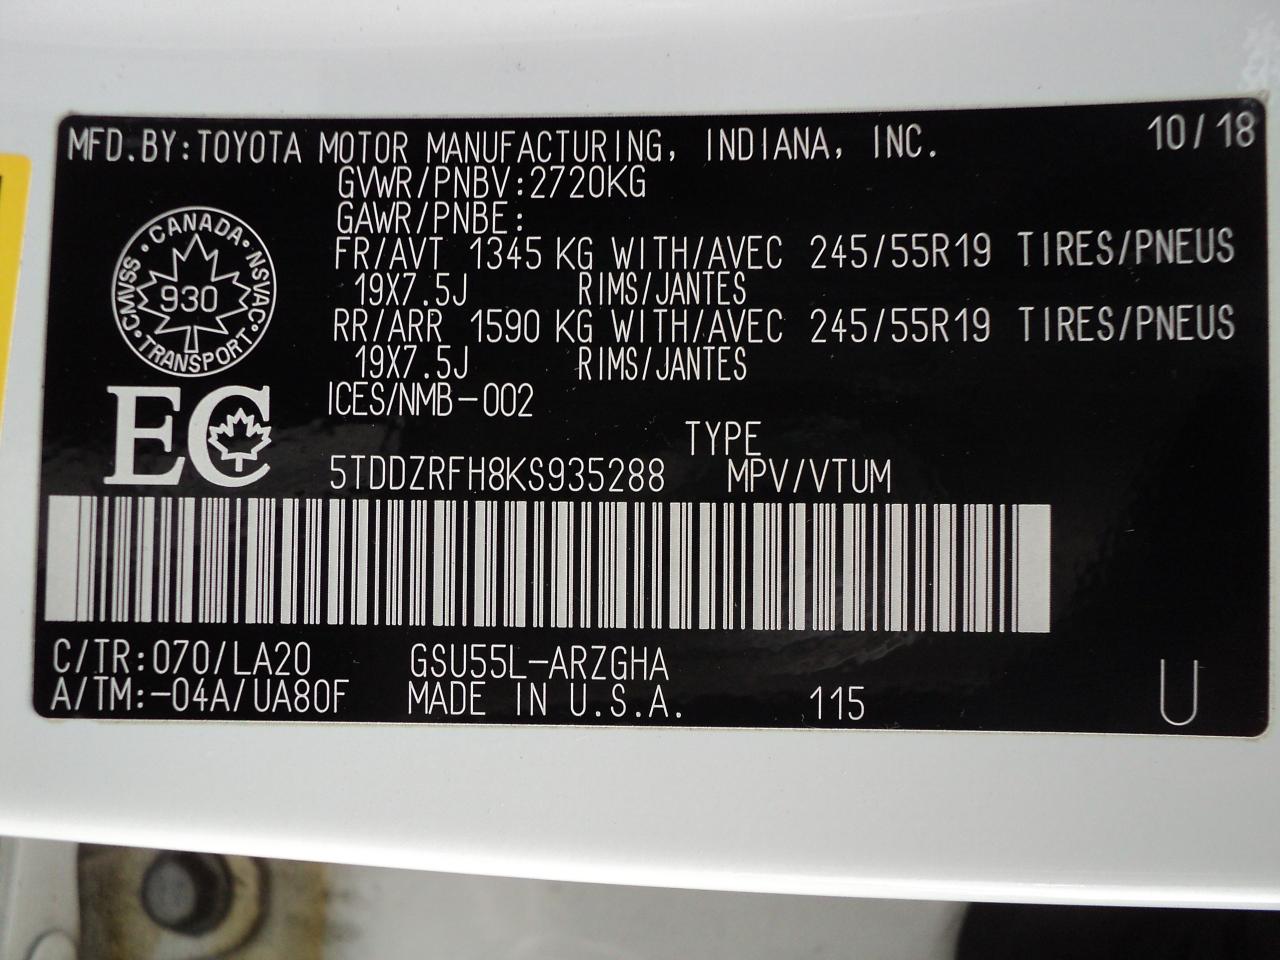 MFD.BY:TOYOTA MOTOR MANUFACTURING, INDIANA, INC. 10/18
GVWR/PNBV:2720KG
GAWR/PNBE:
FR/AVT 1345 KG WITH/AVEC 245/55R19 TIRES/PNEUS
19X7.5J RIMS/JANTES
RR/ARR 1590 KG WITH/AVEC 245/55R19 TIRES/PNEUS
19X7.5J RIMS/JANTES
CANADA·NSVAC·TRANSPORT·CMVSS·
930
EC
ICES/NMB-002
TYPE
5TDDZRFH8KS935288 MPV/VTUM
C/TR:070/LA20 GSU55L-ARZGHA
A/TM:-04A/UA80F MADE IN U.S.A. 115 U